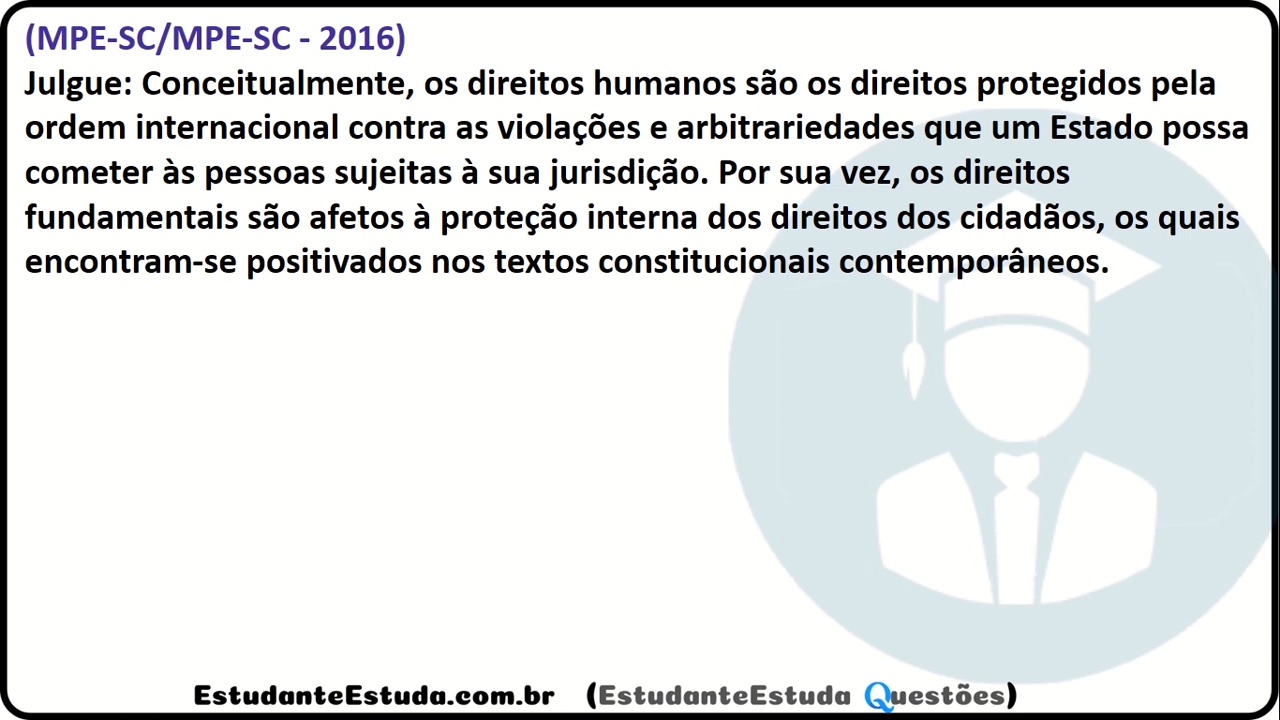 (MPE-SC/MPE-SC - 2016)
Julgue: Conceitualmente, os direitos humanos são os direitos protegidos pela
ordem internacional contra as violações e arbitrariedades que um Estado possa
cometer às pessoas sujeitas à sua jurisdição. Por sua vez, os direitos
fundamentais são afetos à proteção interna dos direitos dos cidadãos, os quais
encontram-se positivados nos textos constitucionais contemporâneos.
EstudanteEstuda.com.br (EstudanteEstuda Questões)